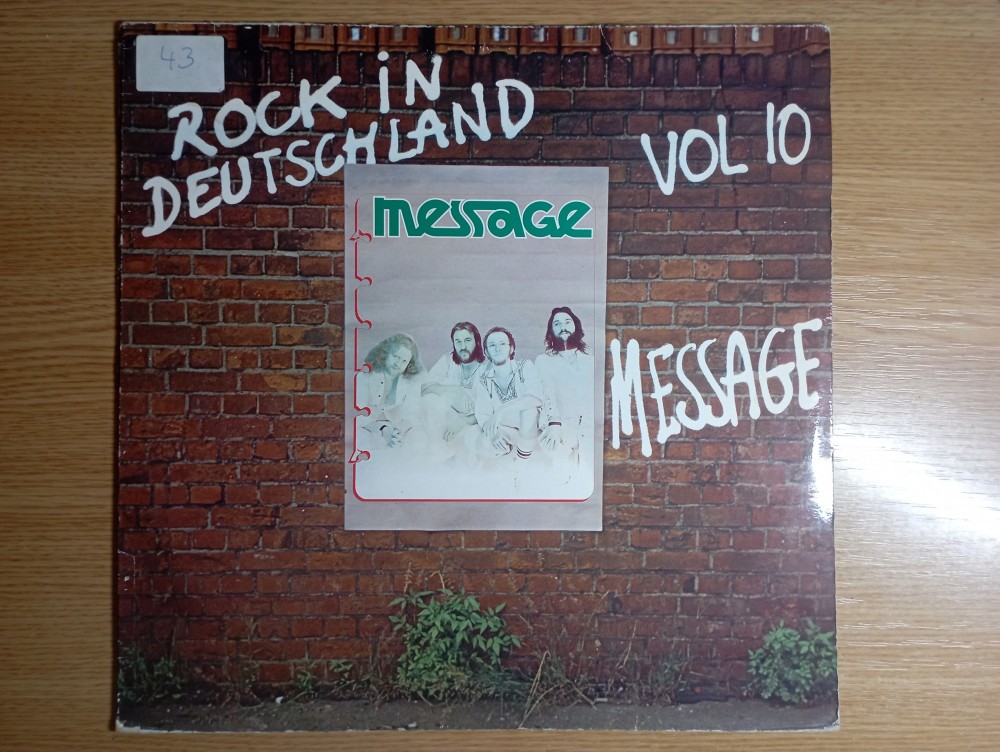 43
ROCK iN
DEUTSCHLAND
VOL 10
message
MESSAGE